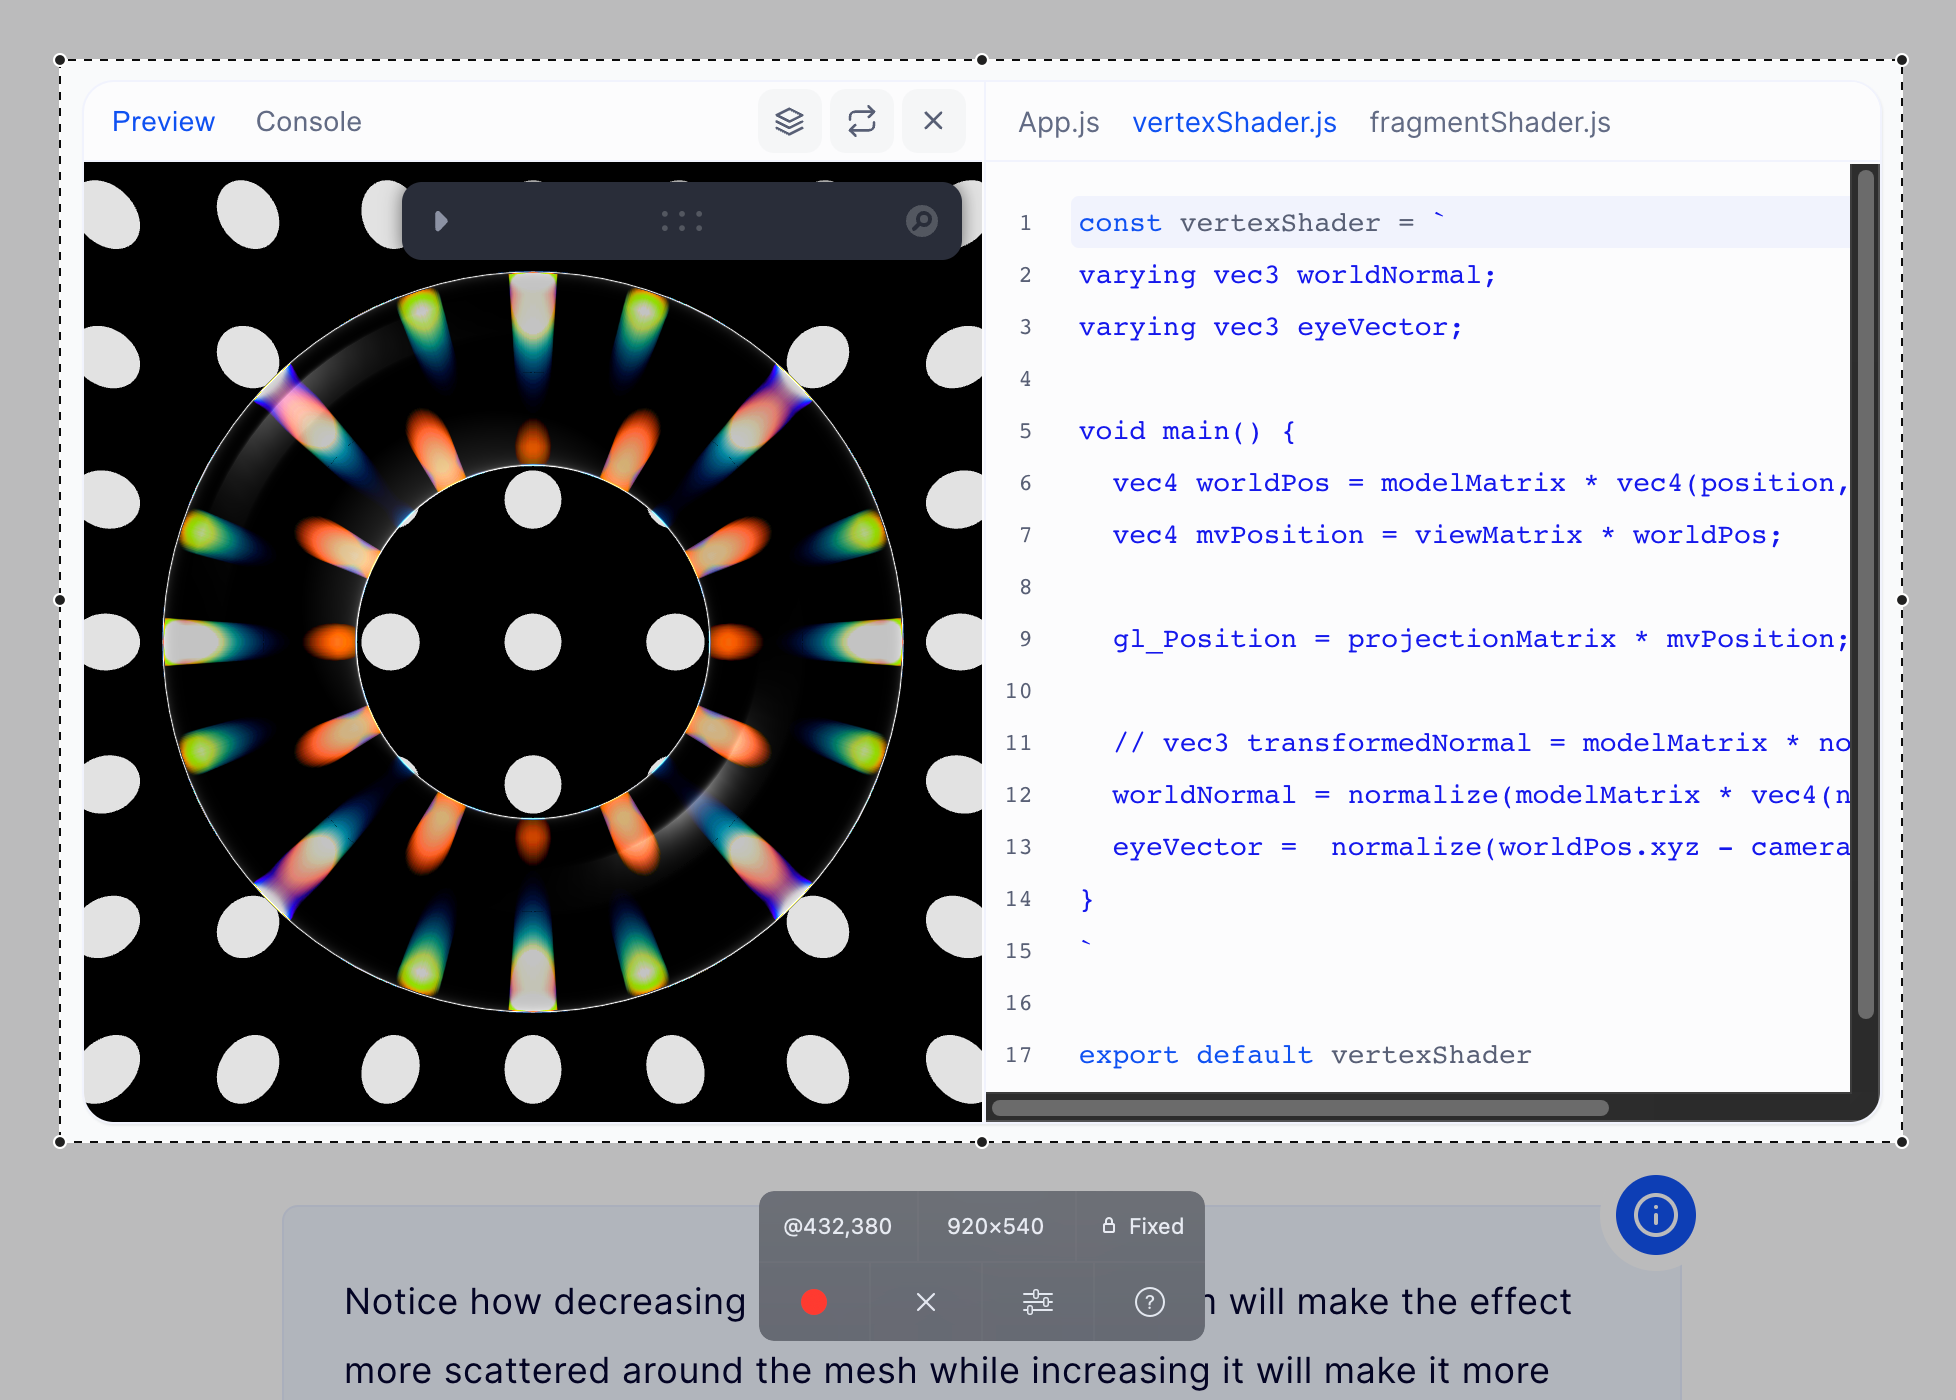 Preview Console
App.js vertexShader.js fragmentShader.js
1 const vertexShader = `
2 varying vec3 worldNormal;
3 varying vec3 eyeVector;
4
5 void main() {
6 vec4 worldPos = modelMatrix * vec4(position,
7 vec4 mvPosition = viewMatrix * worldPos;
8
9 gl_Position = projectionMatrix * mvPosition;
10
11 // vec3 transformedNormal = modelMatrix * no
12 worldNormal = normalize(modelMatrix * vec4(n
13 eyeVector =  normalize(worldPos.xyz - camera
14 }
15 `
16
17 export default vertexShader
@432,380 920×540 Fixed
Notice how decreasing will make the effect
more scattered around the mesh while increasing it will make it more